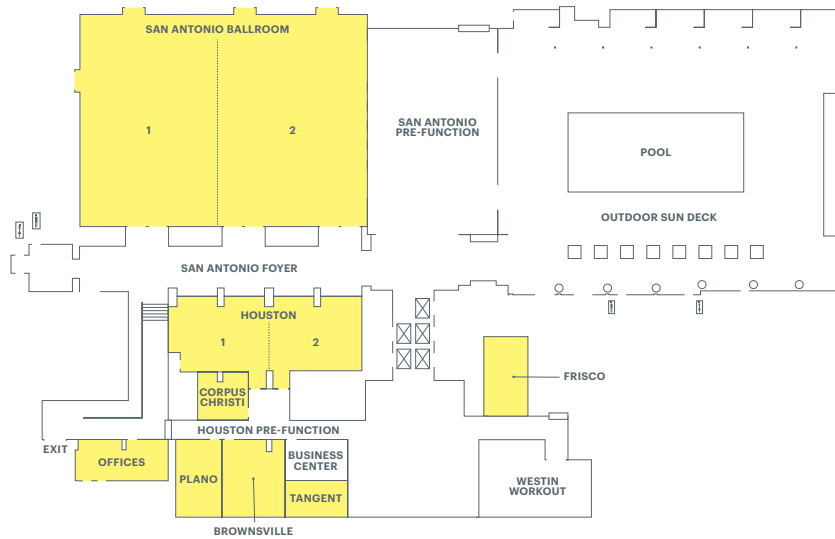 SAN ANTONIO BALLROOM
1
2
SAN ANTONIO
PRE-FUNCTION
POOL
OUTDOOR SUN DECK
SAN ANTONIO FOYER
HOUSTON
1
2
FRISCO
CORPUS
CHRISTI
HOUSTON PRE-FUNCTION
EXIT
OFFICES
PLANO
BUSINESS
CENTER
TANGENT
WESTIN
WORKOUT
BROWNSVILLE